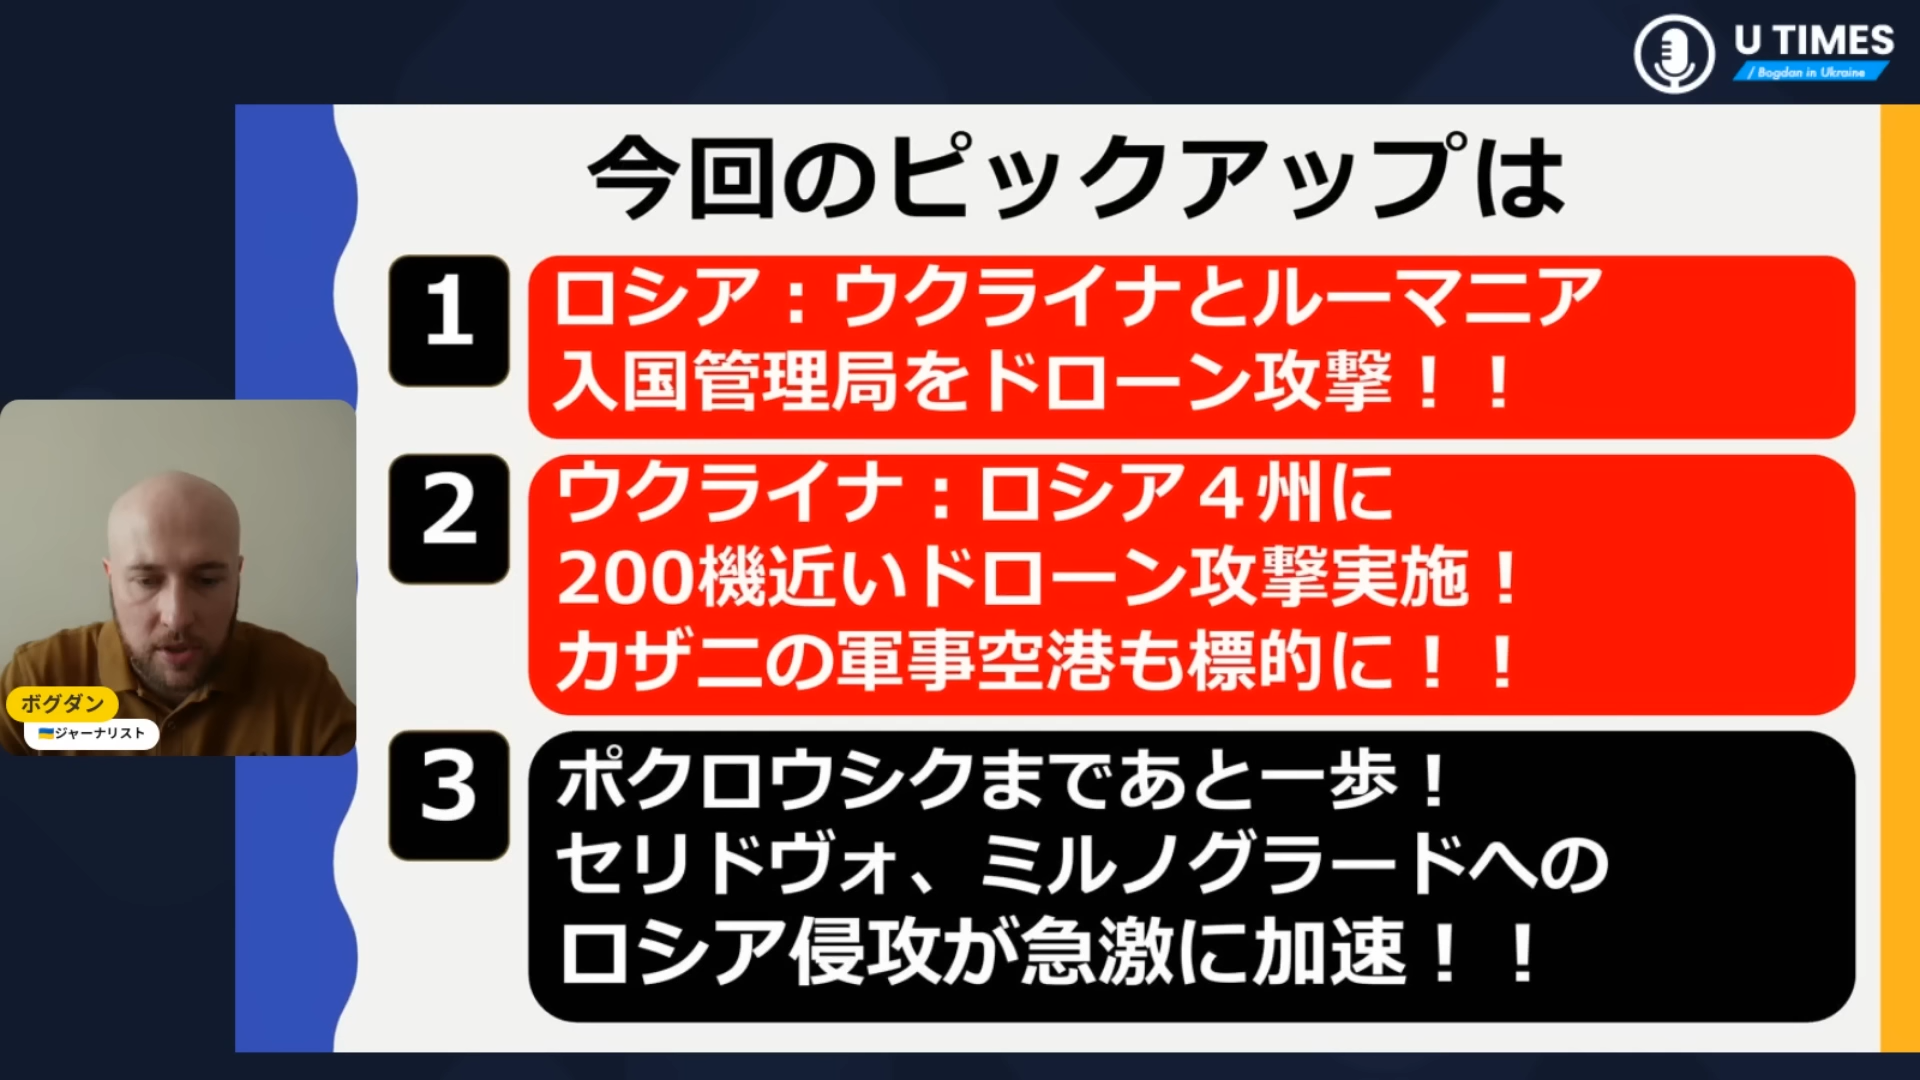 U TIMES
/ Bogdan in Ukraine
今回のピックアップは
1
ロシア：ウクライナとルーマニア
入国管理局をドローン攻撃！！
2
ウクライナ：ロシア４州に
200機近いドローン攻撃実施！
カザニの軍事空港も標的に！！
3
ポクロウシクまであと一歩！
セリドヴォ、ミルノグラードへの
ロシア侵攻が急激に加速！！
ボグダン
🇺🇦ジャーナリスト